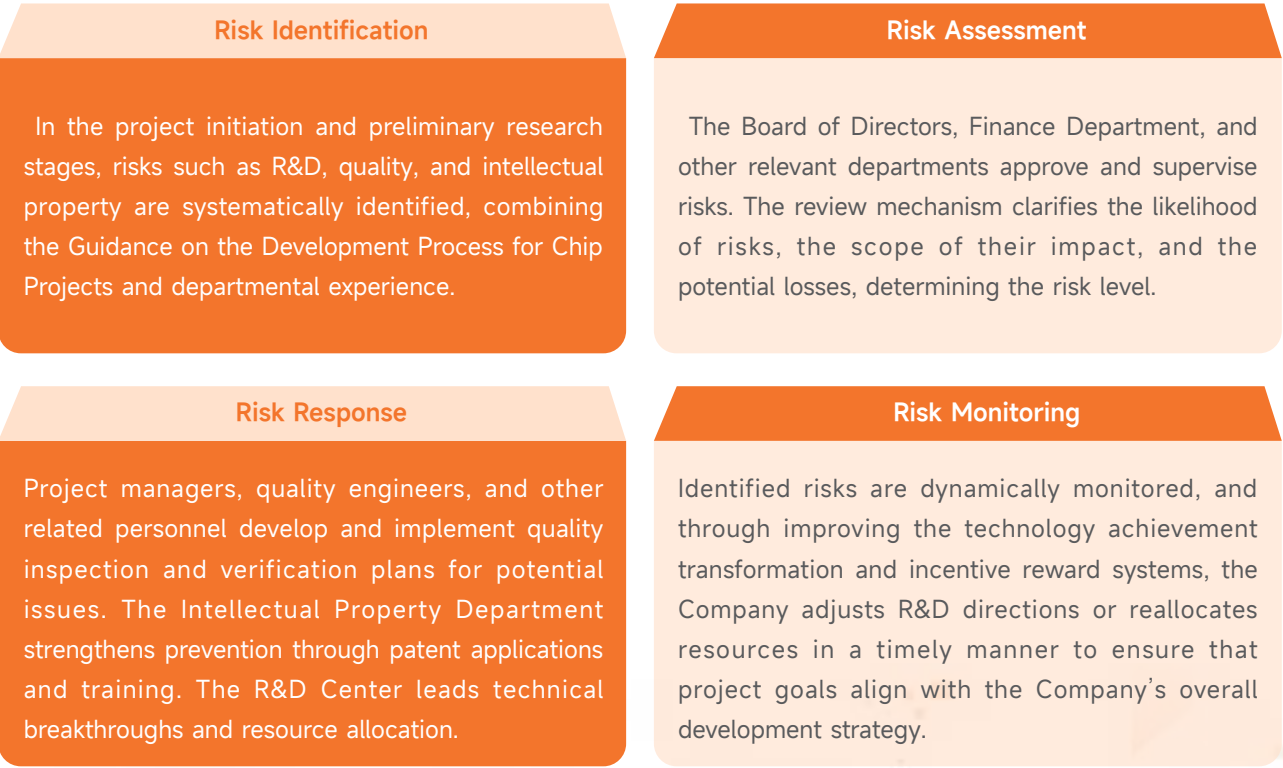 Risk Identification
In the project initiation and preliminary research
stages, risks such as R&D, quality, and intellectual
property are systematically identified, combining
the Guidance on the Development Process for Chip
Projects and departmental experience.
Risk Assessment
The Board of Directors, Finance Department, and
other relevant departments approve and supervise
risks. The review mechanism clarifies the likelihood
of risks, the scope of their impact, and the
potential losses, determining the risk level.
Risk Response
Project managers, quality engineers, and other
related personnel develop and implement quality
inspection and verification plans for potential
issues. The Intellectual Property Department
strengthens prevention through patent applications
and training. The R&D Center leads technical
breakthroughs and resource allocation.
Risk Monitoring
Identified risks are dynamically monitored, and
through improving the technology achievement
transformation and incentive reward systems, the
Company adjusts R&D directions or reallocates
resources in a timely manner to ensure that
project goals align with the Company’s overall
development strategy.